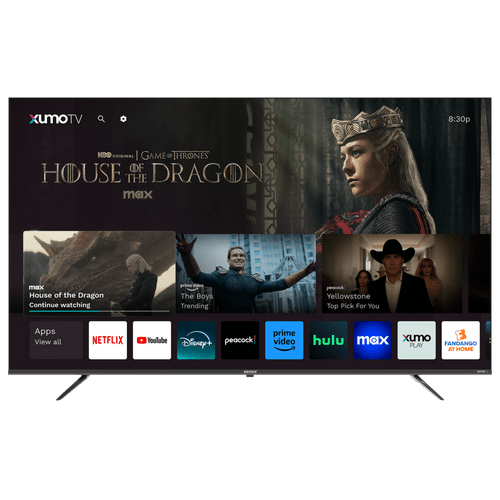 xumoTV
8:30p
HBO ORIGINAL | GAME OF THRONES
HOUSE OF THE DRAGON
max
max
House of the Dragon
Continue watching
prime video
The Boys
Trending
peacock
Yellowstone
Top Pick For You
Apps
View all
NETFLIX
YouTube
Disney+
peacock
prime video
hulu
max
xumo PLAY
FANDANGO AT HOME
element